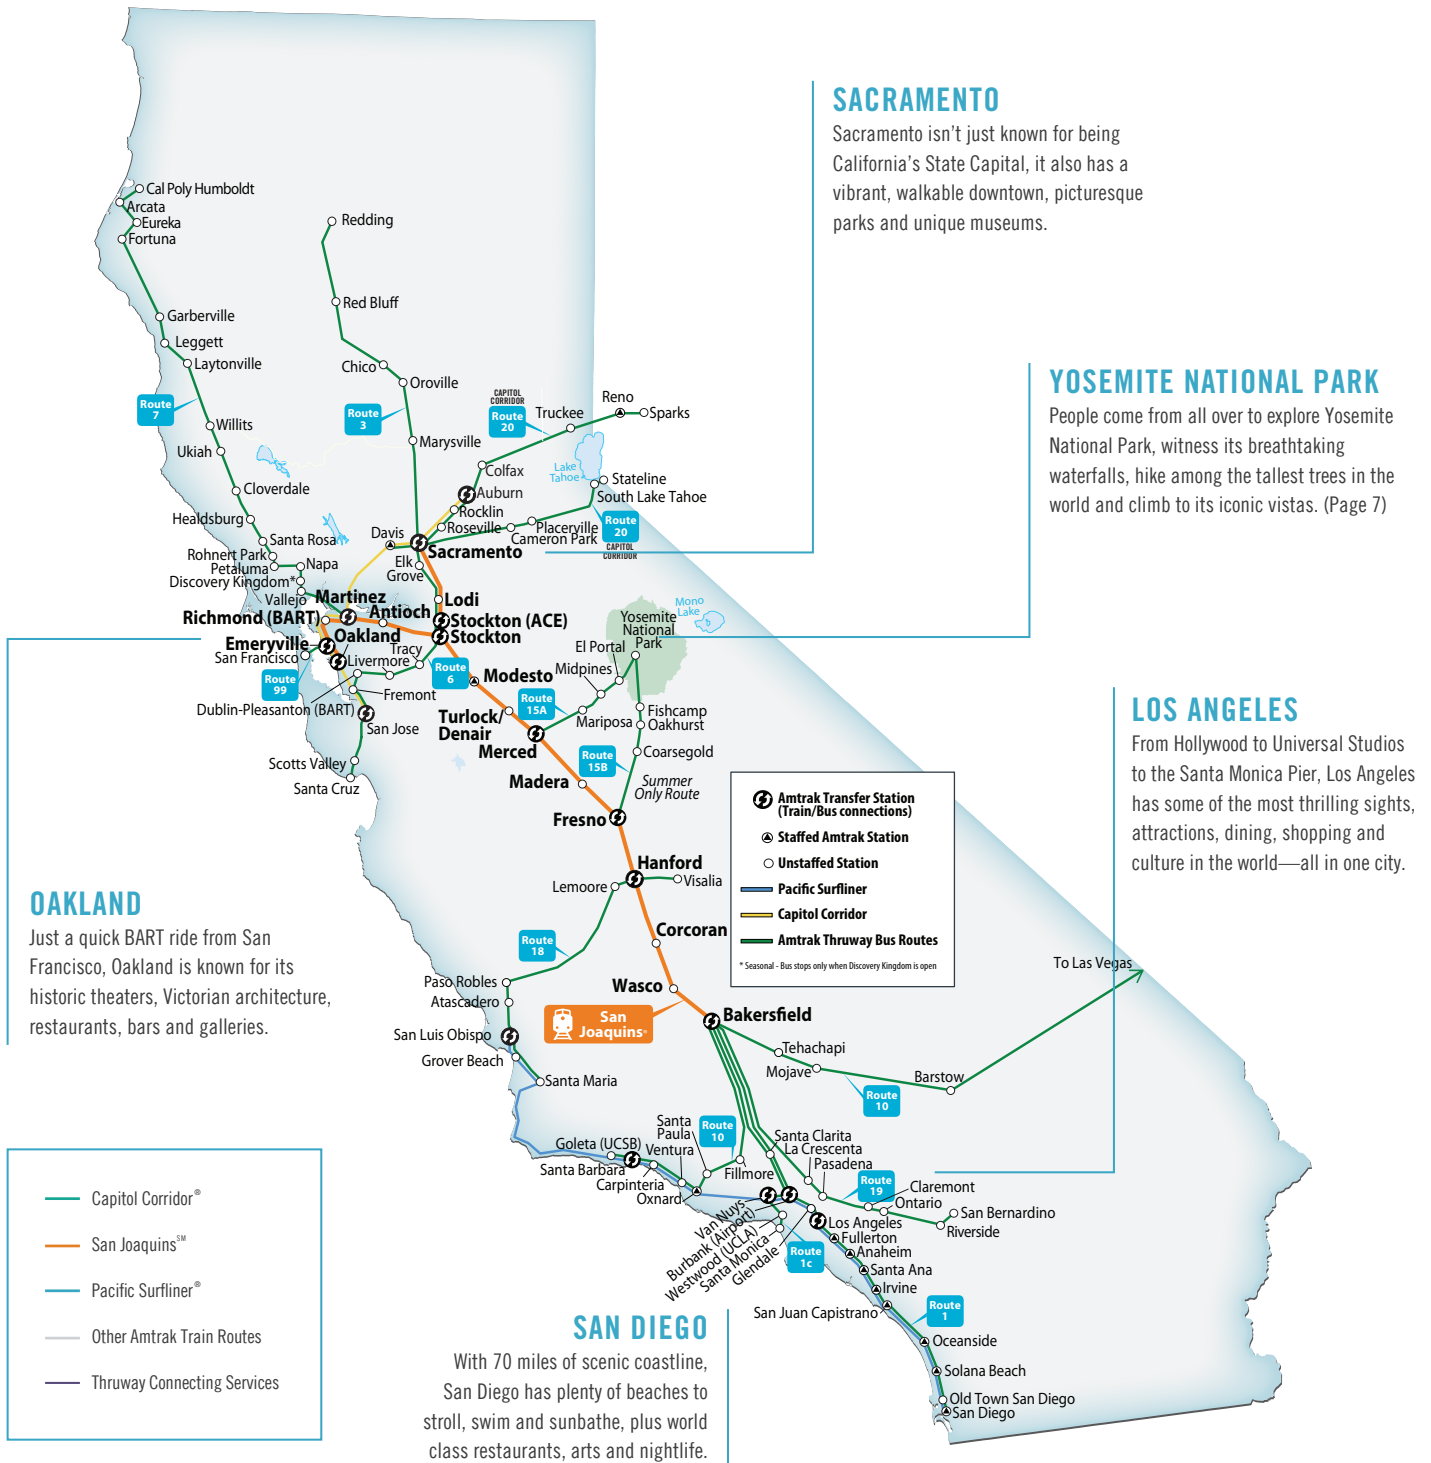 SACRAMENTO
Sacramento isn't just known for being
California's State Capital, it also has a
vibrant, walkable downtown, picturesque
parks and unique museums.
YOSEMITE NATIONAL PARK
People come from all over to explore Yosemite
National Park, witness its breathtaking
waterfalls, hike among the tallest trees in the
world and climb to its iconic vistas. (Page 7)
LOS ANGELES
From Hollywood to Universal Studios
to the Santa Monica Pier, Los Angeles
has some of the most thrilling sights,
attractions, dining, shopping and
culture in the world—all in one city.
OAKLAND
Just a quick BART ride from San
Francisco, Oakland is known for its
historic theaters, Victorian architecture,
restaurants, bars and galleries.
SAN DIEGO
With 70 miles of scenic coastline,
San Diego has plenty of beaches to
stroll, swim and sunbathe, plus world
class restaurants, arts and nightlife.
Cal Poly Humboldt
Arcata
Eureka
Fortuna
Garberville
Leggett
Laytonville
Route
7
Willits
Ukiah
Cloverdale
Healdsburg
Santa Rosa
Rohnert Park
Petaluma
Napa
Discovery Kingdom*
Vallejo
Redding
Red Bluff
Chico
Oroville
Route
3
Marysville
CAPITOL
CORRIDOR
Route
20
Truckee
Reno
Sparks
Colfax
Auburn
Rocklin
Roseville
Lake
Tahoe
Stateline
South Lake Tahoe
Placerville
Cameron Park
Route
20
CAPITOL
CORRIDOR
Davis
Sacramento
Elk
Grove
Lodi
Martinez
Antioch
Richmond (BART)
Stockton (ACE)
Stockton
Emeryville
Oakland
San Francisco
Route
99
Livermore
Tracy
Route
6
Fremont
Dublin-Pleasanton (BART)
San Jose
Scotts Valley
Santa Cruz
Mono
Lake
Yosemite
National
Park
El Portal
Midpines
Mariposa
Route
15A
Modesto
Turlock/
Denair
Merced
Fishcamp
Oakhurst
Coarsegold
Route
15B
Summer
Only Route
Madera
Fresno
Hanford
Visalia
Lemoore
Corcoran
Route
18
Wasco
Paso Robles
Atascadero
San Luis Obispo
Grover Beach
Santa Maria
San
Joaquins®
Bakersfield
Tehachapi
Mojave
Barstow
Route
10
To Las Vegas
Amtrak Transfer Station
(Train/Bus connections)
Staffed Amtrak Station
Unstaffed Station
Pacific Surfliner
Capitol Corridor
Amtrak Thruway Bus Routes
* Seasonal - Bus stops only when Discovery Kingdom is open
Goleta (UCSB)
Santa Barbara
Carpinteria
Ventura
Oxnard
Santa
Paula
Route
10
Fillmore
Santa Clarita
La Crescenta
Pasadena
Route
19
Claremont
Ontario
San Bernardino
Riverside
Van Nuys
Burbank (Airport)
Westwood (UCLA)
Santa Monica
Glendale
Route
1c
Los Angeles
Fullerton
Anaheim
Santa Ana
Irvine
San Juan Capistrano
Route
1
Oceanside
Solana Beach
Old Town San Diego
San Diego
Capitol Corridor®
San Joaquins℠
Pacific Surfliner®
Other Amtrak Train Routes
Thruway Connecting Services